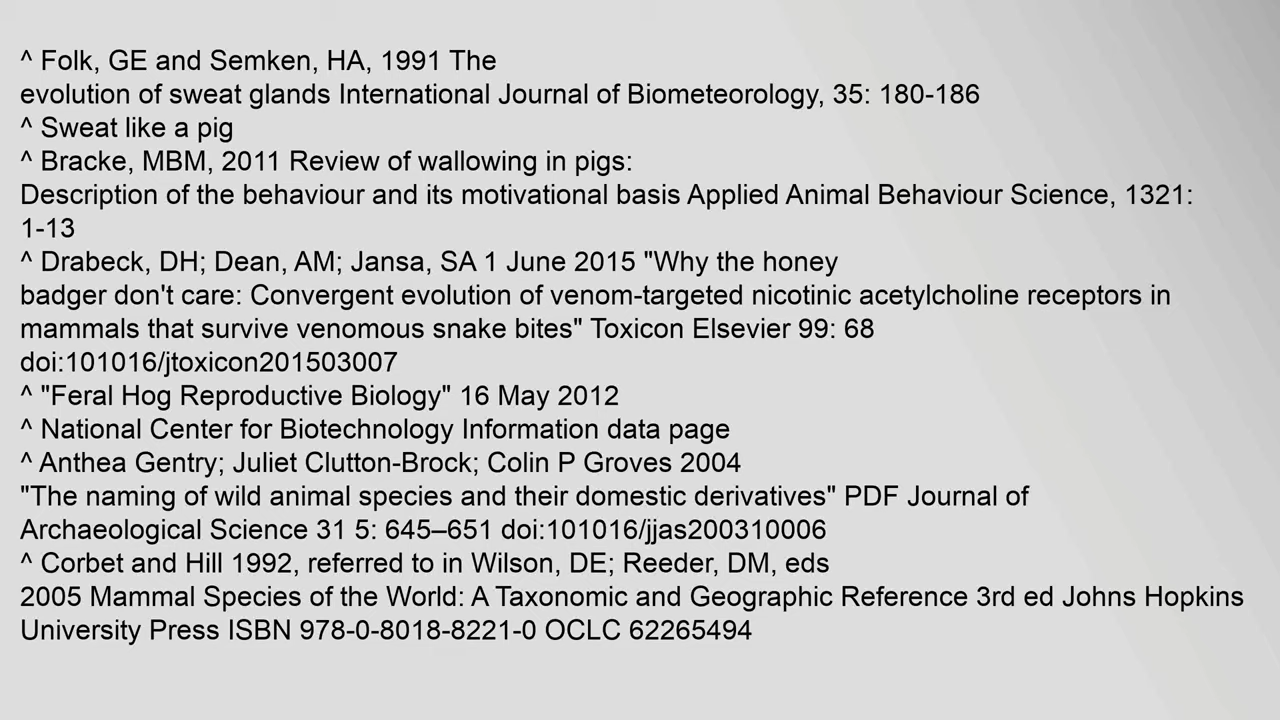 ^ Folk, GE and Semken, HA, 1991 The
evolution of sweat glands International Journal of Biometeorology, 35: 180-186
^ Sweat like a pig
^ Bracke, MBM, 2011 Review of wallowing in pigs:
Description of the behaviour and its motivational basis Applied Animal Behaviour Science, 1321:
1-13
^ Drabeck, DH; Dean, AM; Jansa, SA 1 June 2015 "Why the honey
badger don't care: Convergent evolution of venom-targeted nicotinic acetylcholine receptors in
mammals that survive venomous snake bites" Toxicon Elsevier 99: 68
doi:101016/jtoxicon201503007
^ "Feral Hog Reproductive Biology" 16 May 2012
^ National Center for Biotechnology Information data page
^ Anthea Gentry; Juliet Clutton-Brock; Colin P Groves 2004
"The naming of wild animal species and their domestic derivatives" PDF Journal of
Archaeological Science 31 5: 645–651 doi:101016/jjas200310006
^ Corbet and Hill 1992, referred to in Wilson, DE; Reeder, DM, eds
2005 Mammal Species of the World: A Taxonomic and Geographic Reference 3rd ed Johns Hopkins
University Press ISBN 978-0-8018-8221-0 OCLC 62265494